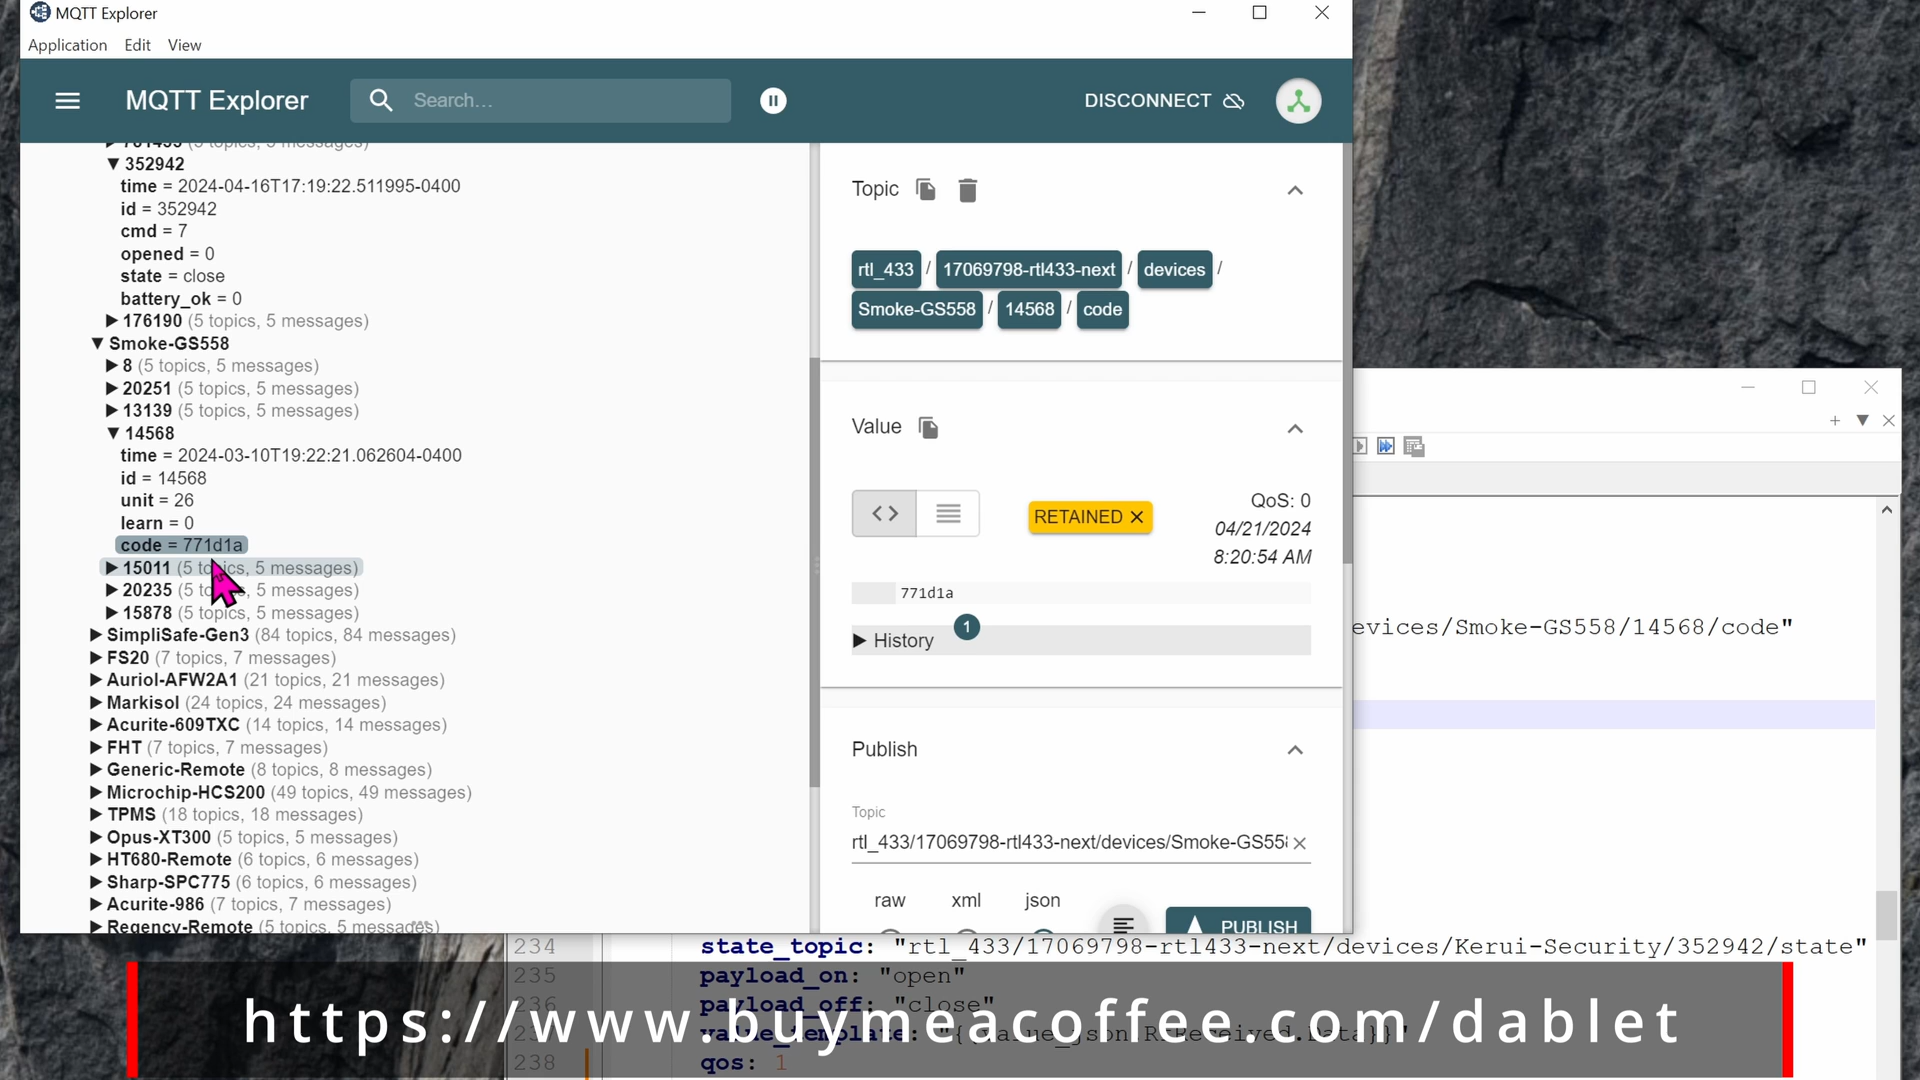 MQTT Explorer
Application Edit View
MQTT Explorer Search... DISCONNECT
(5 topics, 5 messages)
352942
time = 2024-04-16T17:19:22.511995-0400
id = 352942
cmd = 7
opened = 0
state = close
battery_ok = 0
176190 (5 topics, 5 messages)
Smoke-GS558
8 (5 topics, 5 messages)
20251 (5 topics, 5 messages)
13139 (5 topics, 5 messages)
14568
time = 2024-03-10T19:22:21.062604-0400
id = 14568
unit = 26
learn = 0
code = 771d1a
15011 (5 topics, 5 messages)
20235 (5 topics, 5 messages)
15878 (5 topics, 5 messages)
SimpliSafe-Gen3 (84 topics, 84 messages)
FS20 (7 topics, 7 messages)
Auriol-AFW2A1 (21 topics, 21 messages)
Markisol (24 topics, 24 messages)
Acurite-609TXC (14 topics, 14 messages)
FHT (7 topics, 7 messages)
Generic-Remote (8 topics, 8 messages)
Microchip-HCS200 (49 topics, 49 messages)
TPMS (18 topics, 18 messages)
Opus-XT300 (5 topics, 5 messages)
HT680-Remote (6 topics, 6 messages)
Sharp-SPC775 (6 topics, 6 messages)
Acurite-986 (7 topics, 7 messages)
Regency-Remote (5 topics, 5 messages)
Topic
rtl_433 / 17069798-rtl433-next / devices /
Smoke-GS558 / 14568 / code
Value
RETAINED
QoS: 0
04/21/2024
8:20:54 AM
771d1a
History 1
Publish
Topic
rtl_433/17069798-rtl433-next/devices/Smoke-GS55
raw xml json
PUBLISH
evices/Smoke-GS558/14568/code"
234 state_topic: "rtl_433/17069798-rtl433-next/devices/Kerui-Security/352942/state"
235 payload_on: "open"
236 payload_off: "close"
value_template: "{{value_json.RfReceived.Data}}"
238 qos: 1
https://www.buymeacoffee.com/dablet